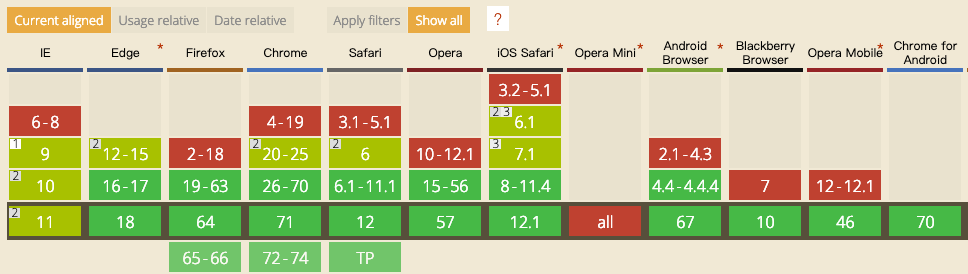 Current aligned Usage relative Date relative Apply filters Show all ?
IE Edge * Firefox Chrome Safari Opera iOS Safari * Opera Mini * Android Browser * Blackberry Browser Opera Mobile * Chrome for Android
3.2-5.1
6-8 4-19 3.1-5.1 2 3 6.1
1 9 2 12-15 2-18 2 20-25 2 6 10-12.1 3 7.1 2.1-4.3
2 10 16-17 19-63 26-70 6.1-11.1 15-56 8-11.4 4.4-4.4.4 7 12-12.1
2 11 18 64 71 12 57 12.1 all 67 10 46 70
65-66 72-74 TP